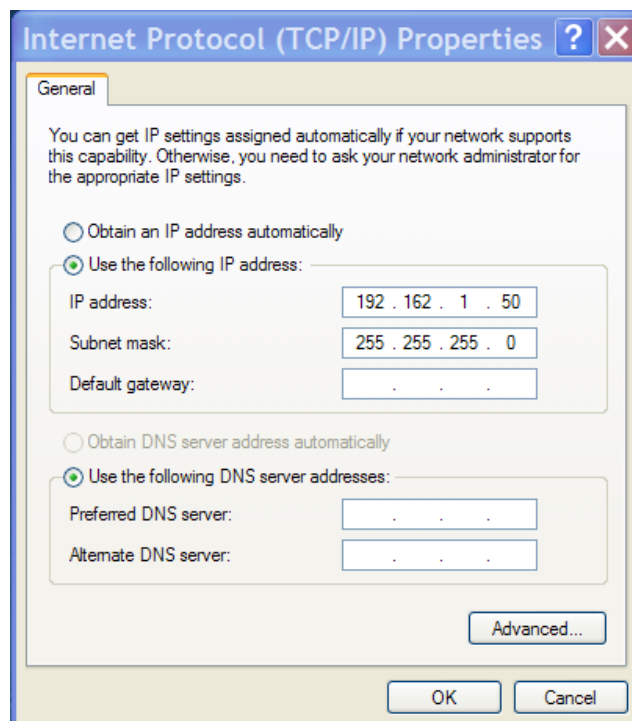 Internet Protocol (TCP/IP) Properties ? X
General
You can get IP settings assigned automatically if your network supports
this capability. Otherwise, you need to ask your network administrator for
the appropriate IP settings.
Obtain an IP address automatically
Use the following IP address:
IP address: 192 . 162 . 1 . 50
Subnet mask: 255 . 255 . 255 . 0
Default gateway: . . .
Obtain DNS server address automatically
Use the following DNS server addresses:
Preferred DNS server: . . .
Alternate DNS server: . . .
Advanced...
OK Cancel